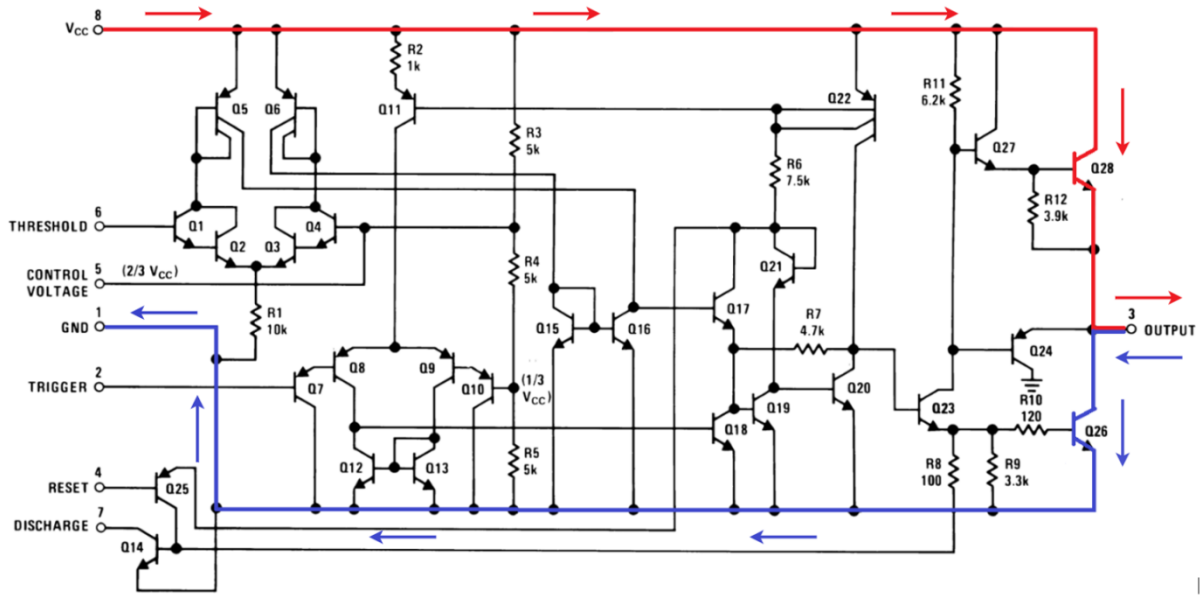 8
VCC
R2
1k
Q5
Q6
Q11
Q22
R11
6.2k
R3
5k
Q27
R6
7.5k
Q28
R12
3.9k
6
THRESHOLD
Q1
Q2
Q3
Q4
CONTROL
VOLTAGE
5
(2/3 VCC)
R4
5k
Q21
1
GND
R1
10k
Q15
Q16
Q17
R7
4.7k
3
OUTPUT
Q24
2
TRIGGER
Q7
Q8
Q9
Q10
(1/3
VCC)
Q18
Q19
Q20
Q23
R10
120
Q26
4
RESET
Q25
Q12
Q13
R5
5k
R8
100
R9
3.3k
7
DISCHARGE
Q14